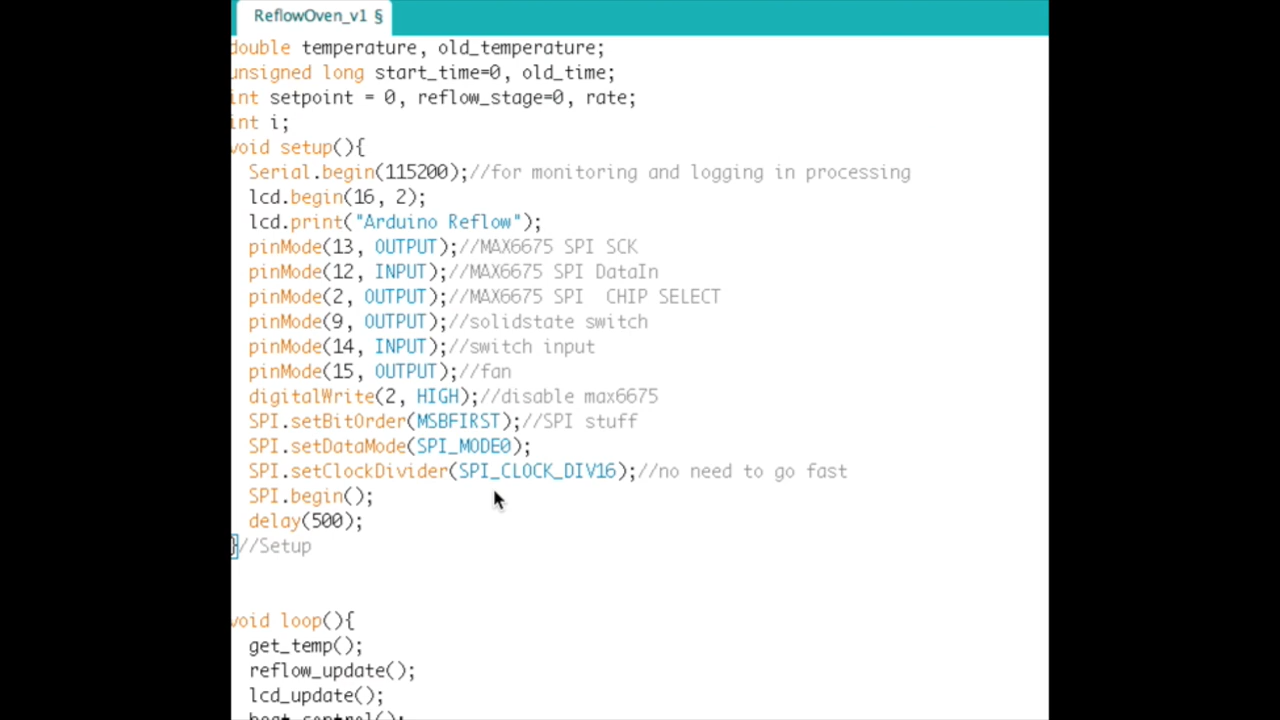 ReflowOven_v1 §
double temperature, old_temperature;
unsigned long start_time=0, old_time;
int setpoint = 0, reflow_stage=0, rate;
int i;
void setup(){
  Serial.begin(115200);//for monitoring and logging in processing
  lcd.begin(16, 2);
  lcd.print("Arduino Reflow");
  pinMode(13, OUTPUT);//MAX6675 SPI SCK
  pinMode(12, INPUT);//MAX6675 SPI DataIn
  pinMode(2, OUTPUT);//MAX6675 SPI  CHIP SELECT
  pinMode(9, OUTPUT);//solidstate switch
  pinMode(14, INPUT);//switch input
  pinMode(15, OUTPUT);//fan
  digitalWrite(2, HIGH);//disable max6675
  SPI.setBitOrder(MSBFIRST);//SPI stuff
  SPI.setDataMode(SPI_MODE0);
  SPI.setClockDivider(SPI_CLOCK_DIV16);//no need to go fast
  SPI.begin();
  delay(500);
}//Setup
void loop(){
  get_temp();
  reflow_update();
  lcd_update();
  heat_control();